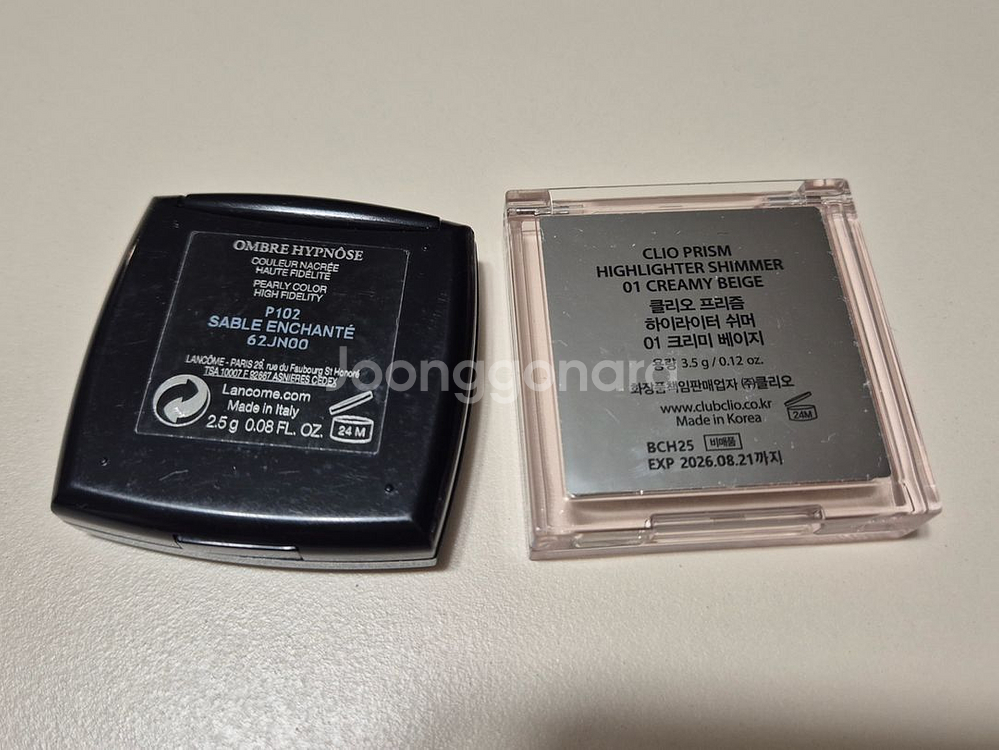 OMBRE HYPNÔSE
COULEUR NACRÉE
HAUTE FIDÉLITÉ
PEARLY COLOR
HIGH FIDELITY
P102
SABLE ENCHANTÉ
62JN00
LANCÔME - PARIS 29, rue du Faubourg St Honoré
TSA 10007 F 92667 ASNIERES CEDEX
Lancome.com
Made in Italy
2.5 g 0.08 FL. OZ.
24 M
CLIO PRISM
HIGHLIGHTER SHIMMER
01 CREAMY BEIGE
클리오 프리즘
하이라이터 쉬머
01 크리미 베이지
용량 3.5 g / 0.12 oz.
화장품책임판매업자 ㈜클리오
www.clubclio.co.kr
Made in Korea
24M
BCH25 비매품
EXP 2026.08.21까지
Joonggonara